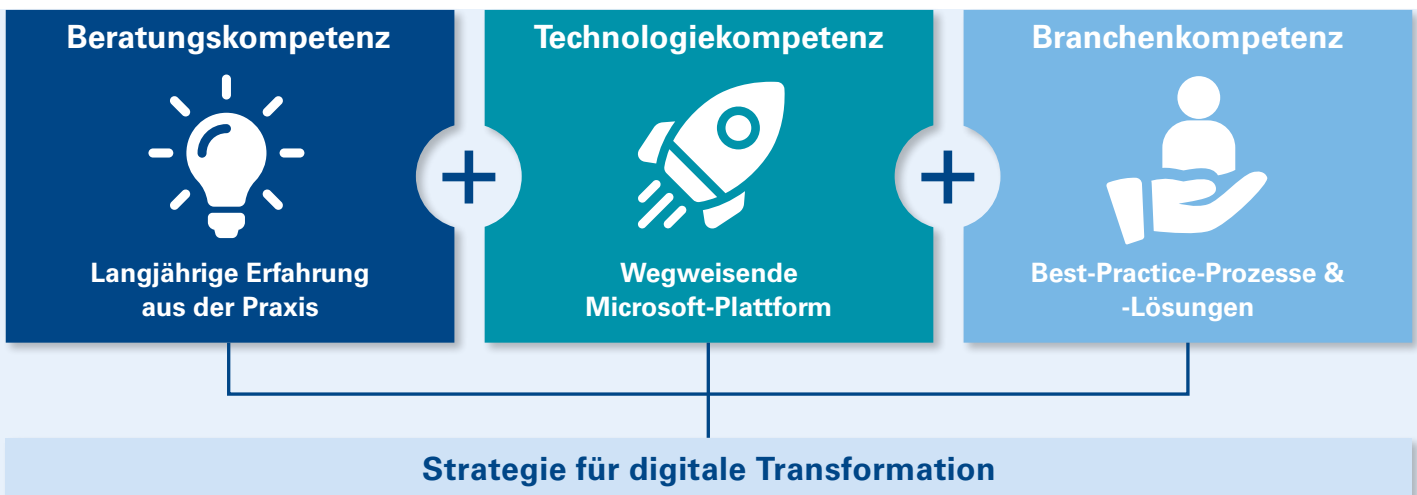 Beratungskompetenz
Langjährige Erfahrung
aus der Praxis
+
Technologiekompetenz
Wegweisende
Microsoft-Plattform
+
Branchenkompetenz
Best-Practice-Prozesse &
-Lösungen
Strategie für digitale Transformation